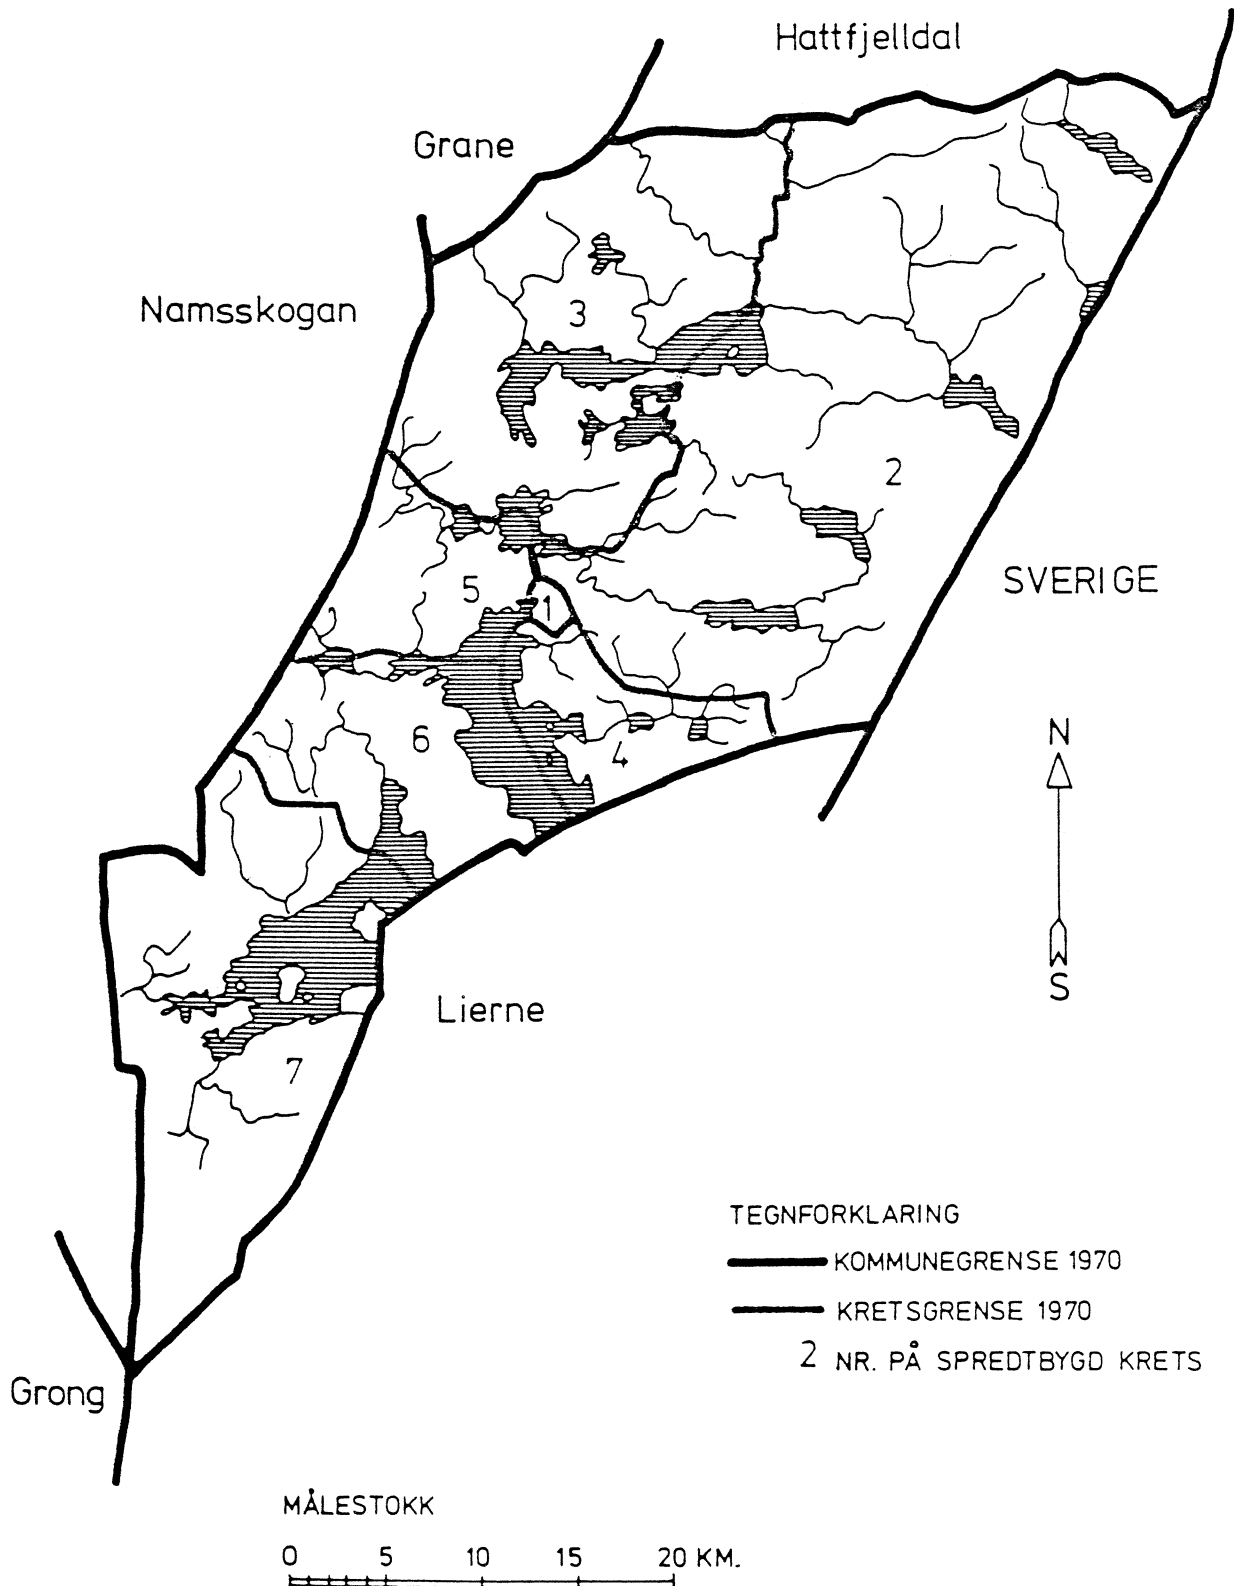 Hattfjelldal
Grane
Namsskogan
3
2
SVERIGE
5
1
6
4
N
S
Lierne
7
TEGNFORKLARING
KOMMUNEGRENSE 1970
KRETSGRENSE 1970
2 NR. PÅ SPREDTBYGD KRETS
Grong
MÅLESTOKK
0 5 10 15 20 KM.